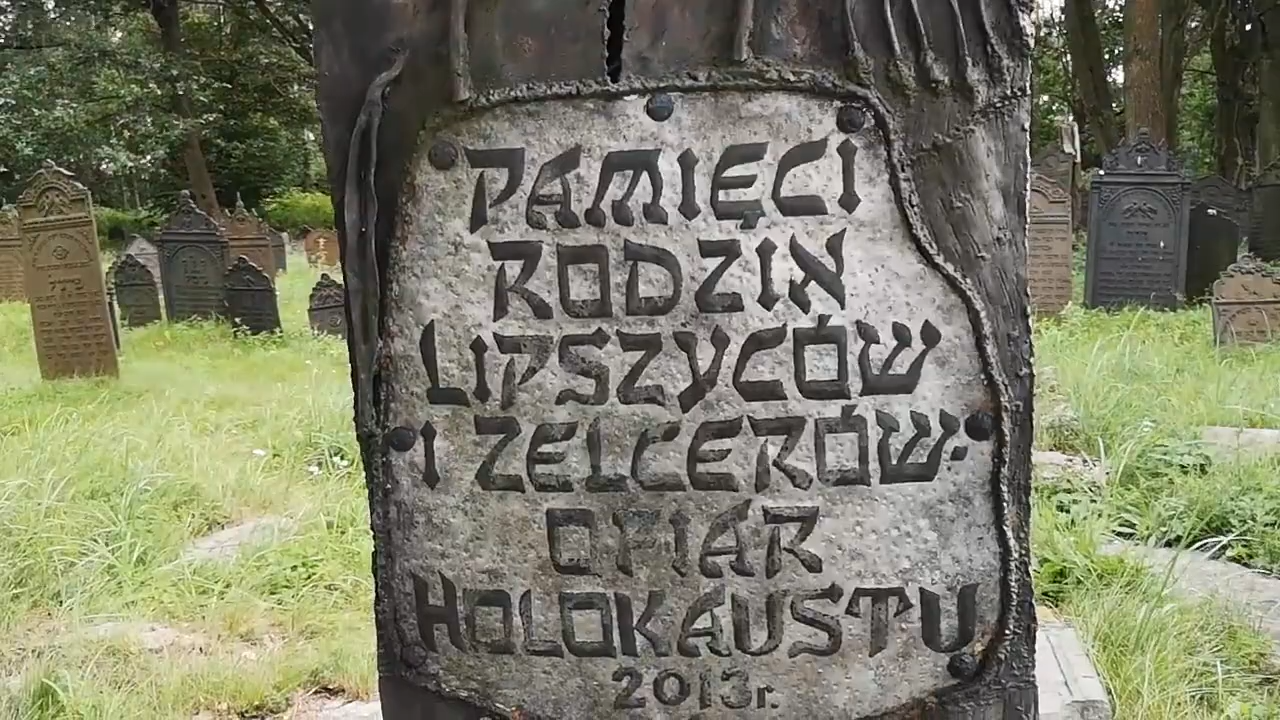 PAMIĘCI
RODZIN
LIPSZYCÓW
I ZELCERÓW:
OFIAR
HOLOKAUSTU
2013r.